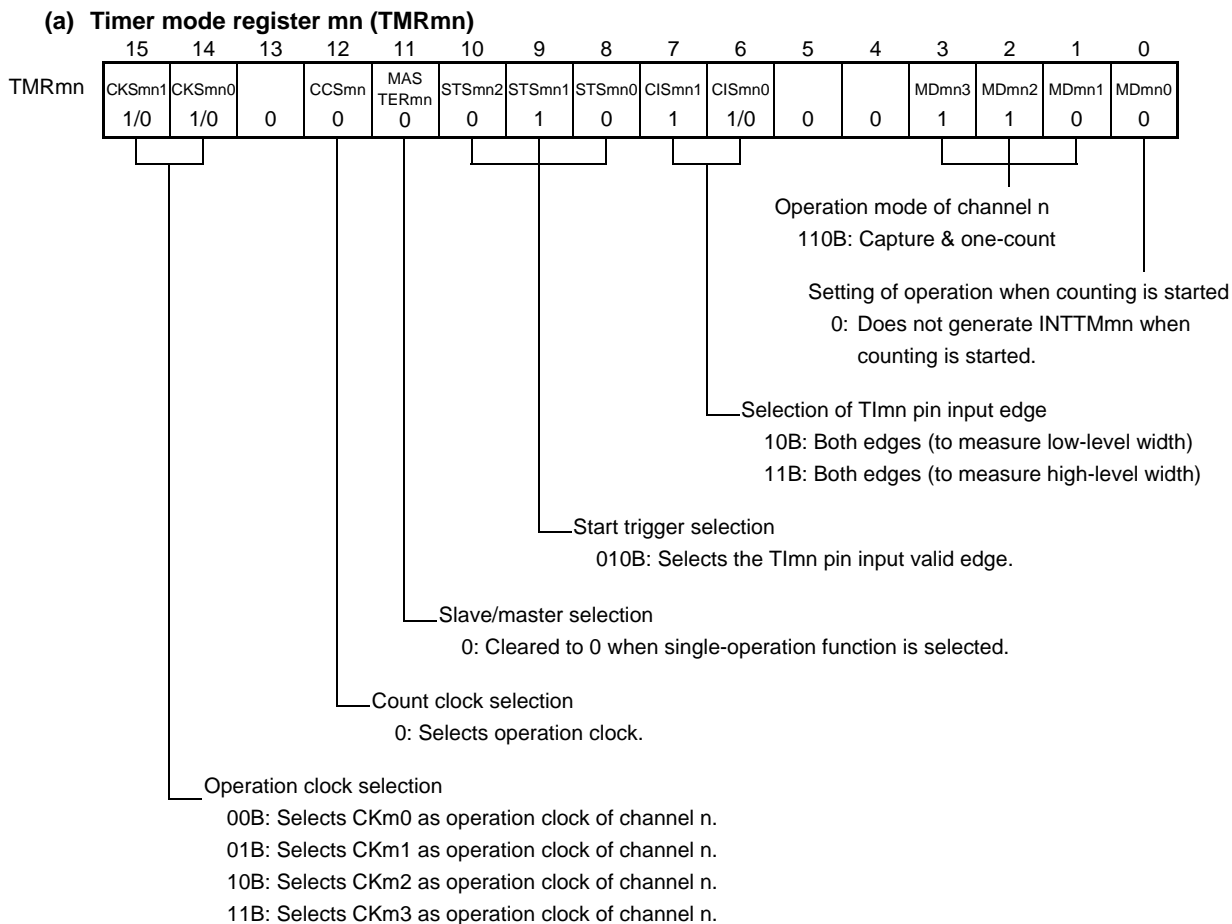 (a) Timer mode register mn (TMRmn)
15 14 13 12 11 10 9 8 7 6 5 4 3 2 1 0
TMRmn CKSmn1 CKSmn0 CCSmn MAS TERmn STSmn2 STSmn1 STSmn0 CISmn1 CISmn0 MDmn3 MDmn2 MDmn1 MDmn0
1/0 1/0 0 0 0 0 1 0 1 1/0 0 0 1 1 0 0
Operation mode of channel n
110B: Capture & one-count
Setting of operation when counting is started
0: Does not generate INTTMmn when
counting is started.
Selection of TImn pin input edge
10B: Both edges (to measure low-level width)
11B: Both edges (to measure high-level width)
Start trigger selection
010B: Selects the TImn pin input valid edge.
Slave/master selection
0: Cleared to 0 when single-operation function is selected.
Count clock selection
0: Selects operation clock.
Operation clock selection
00B: Selects CKm0 as operation clock of channel n.
01B: Selects CKm1 as operation clock of channel n.
10B: Selects CKm2 as operation clock of channel n.
11B: Selects CKm3 as operation clock of channel n.